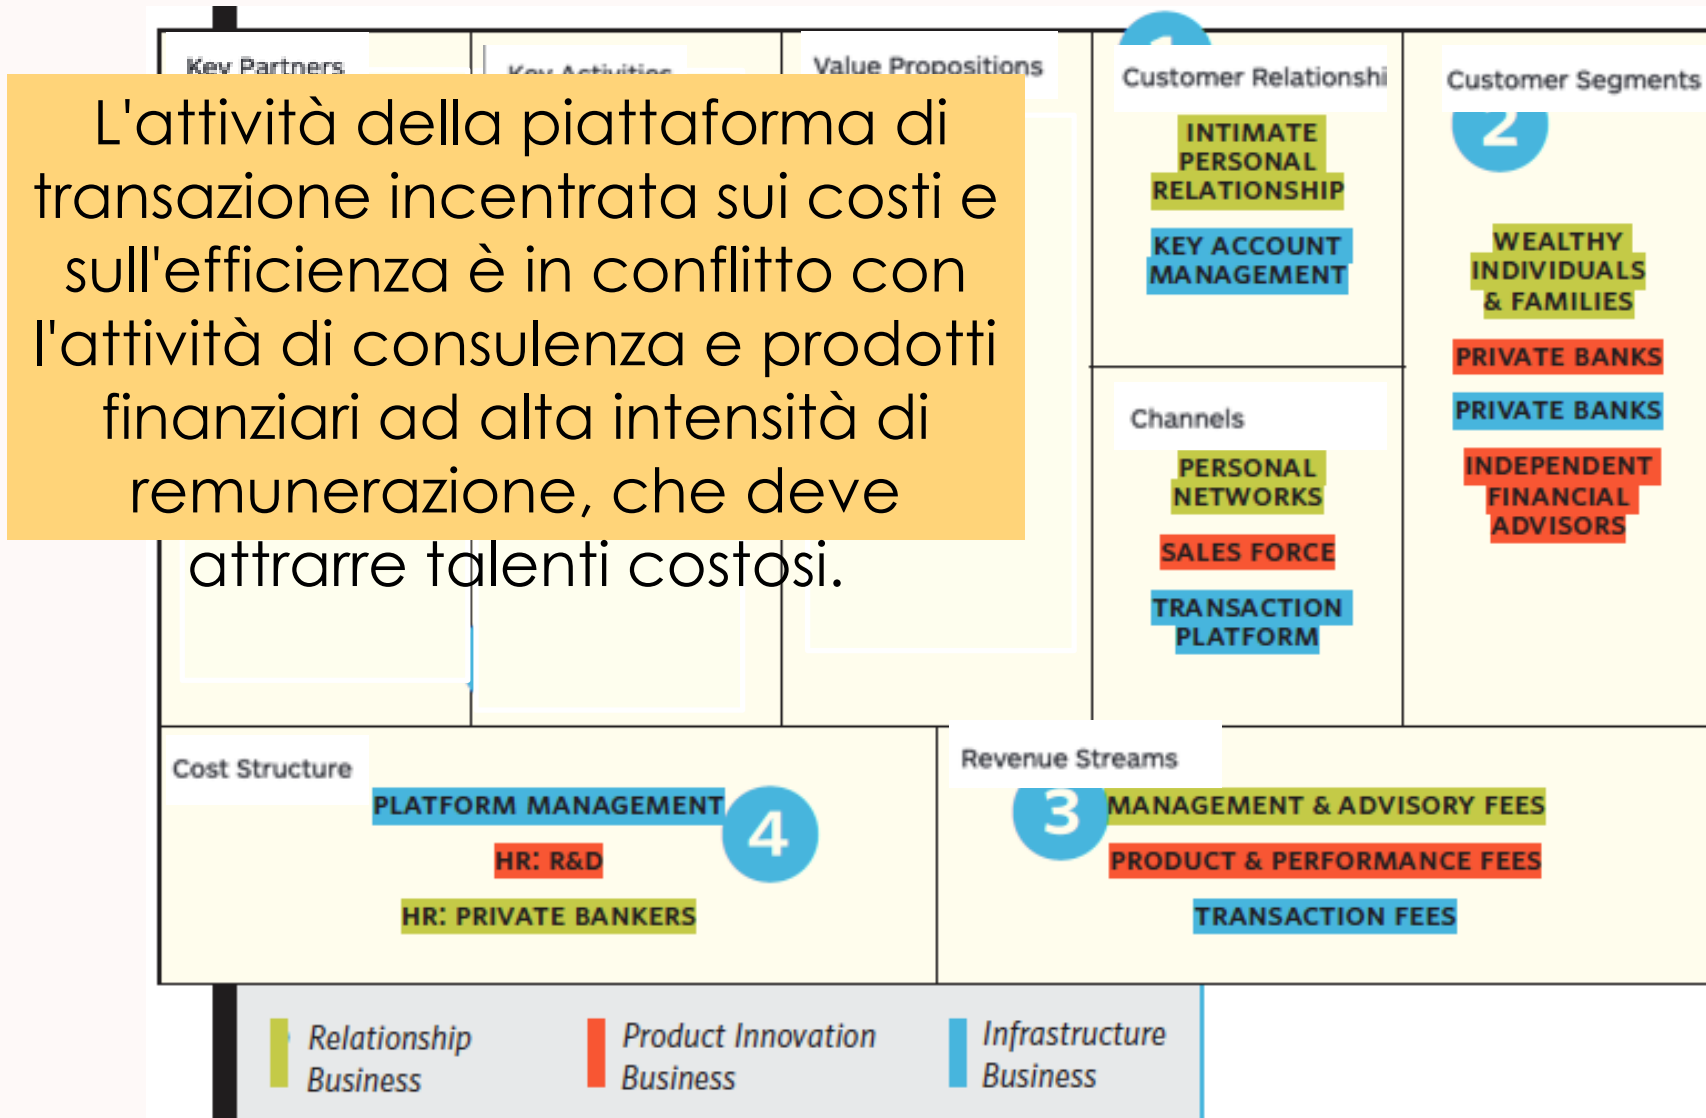 Key Partners
Key Activities
Value Propositions
Customer Relationshi
Customer Segments
L'attività della piattaforma di
transazione incentrata sui costi e
sull'efficienza è in conflitto con
l'attività di consulenza e prodotti
finanziari ad alta intensità di
remunerazione, che deve
attrarre talenti costosi.
INTIMATE
PERSONAL
RELATIONSHIP
KEY ACCOUNT
MANAGEMENT
Channels
PERSONAL
NETWORKS
SALES FORCE
TRANSACTION
PLATFORM
2
WEALTHY
INDIVIDUALS
& FAMILIES
PRIVATE BANKS
PRIVATE BANKS
INDEPENDENT
FINANCIAL
ADVISORS
Cost Structure
PLATFORM MANAGEMENT
4
HR: R&D
HR: PRIVATE BANKERS
Revenue Streams
3
MANAGEMENT & ADVISORY FEES
PRODUCT & PERFORMANCE FEES
TRANSACTION FEES
Relationship
Business
Product Innovation
Business
Infrastructure
Business